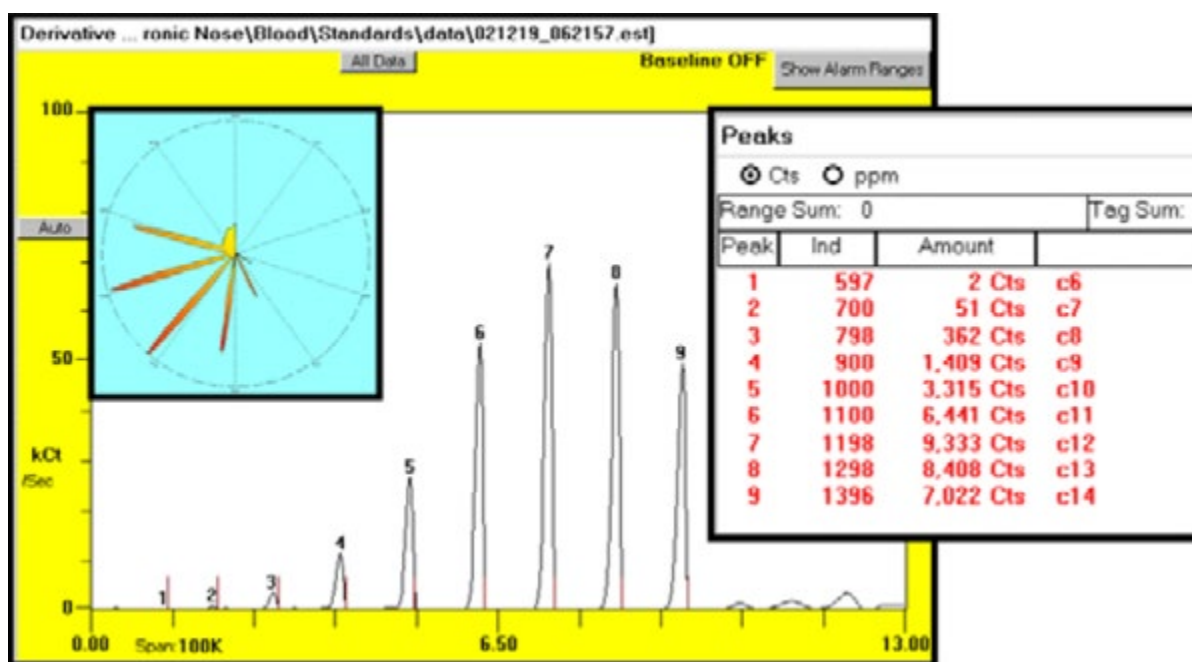 Derivative ... ronic Nose\Blood\Standards\data\021219_062157.est]
All Data
Baseline OFF
Show Alarm Ranges
100
Auto
50
kCt
/Sec
0
1
2
3
4
5
6
7
8
9
0.00
Span:100K
6.50
13.00
Peaks
Cts ppm
Range Sum: 0 Tag Sum:
Peak Ind Amount
1 597 2 Cts c6
2 700 51 Cts c7
3 798 362 Cts c8
4 900 1,409 Cts c9
5 1000 3,315 Cts c10
6 1100 6,441 Cts c11
7 1198 9,333 Cts c12
8 1298 8,408 Cts c13
9 1396 7,022 Cts c14